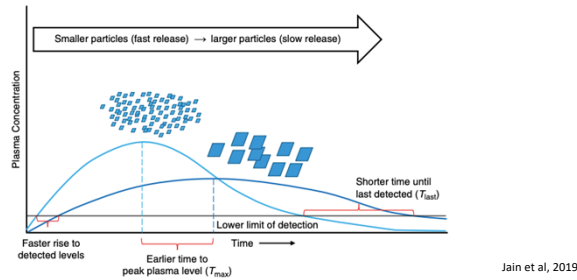 Smaller particles (fast release) → larger particles (slow release)
Plasma Concentration
Shorter time until
last detected (Tlast)
Lower limit of detection
Faster rise to
detected levels
Time →
Earlier time to
peak plasma level (Tmax)
Jain et al, 2019